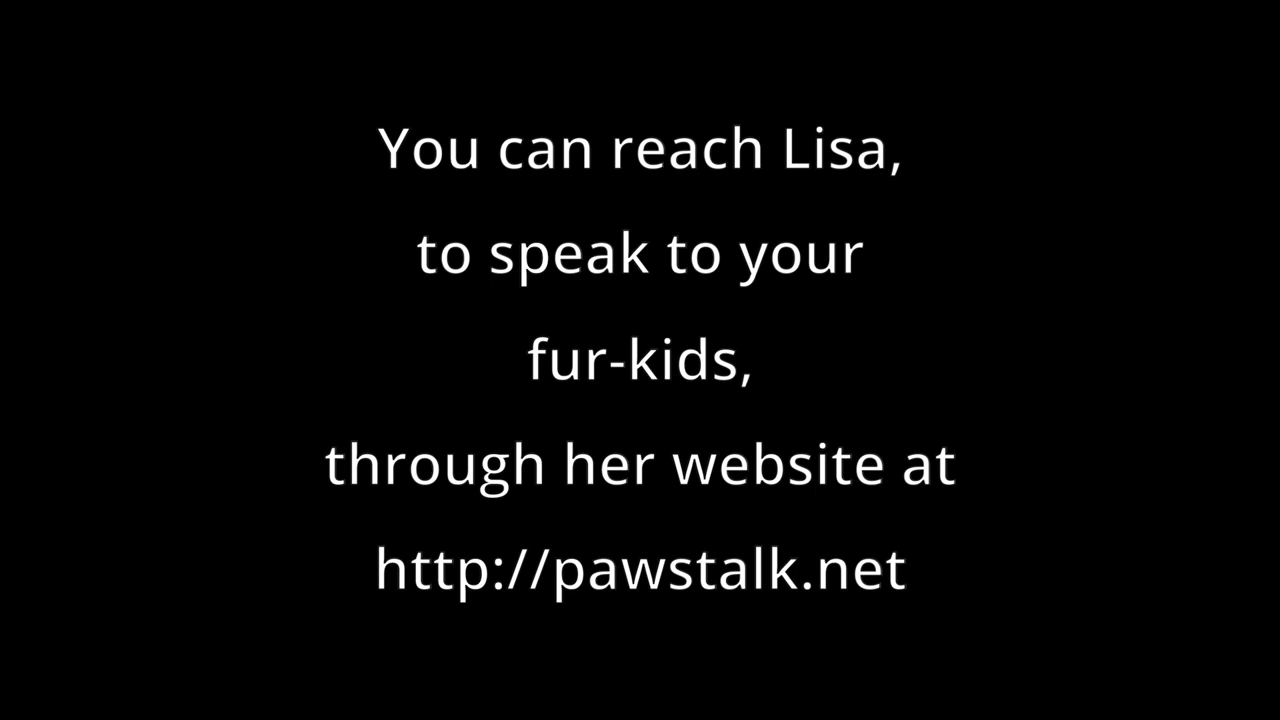 You can reach Lisa,
to speak to your
fur-kids,
through her website at
http://pawstalk.net